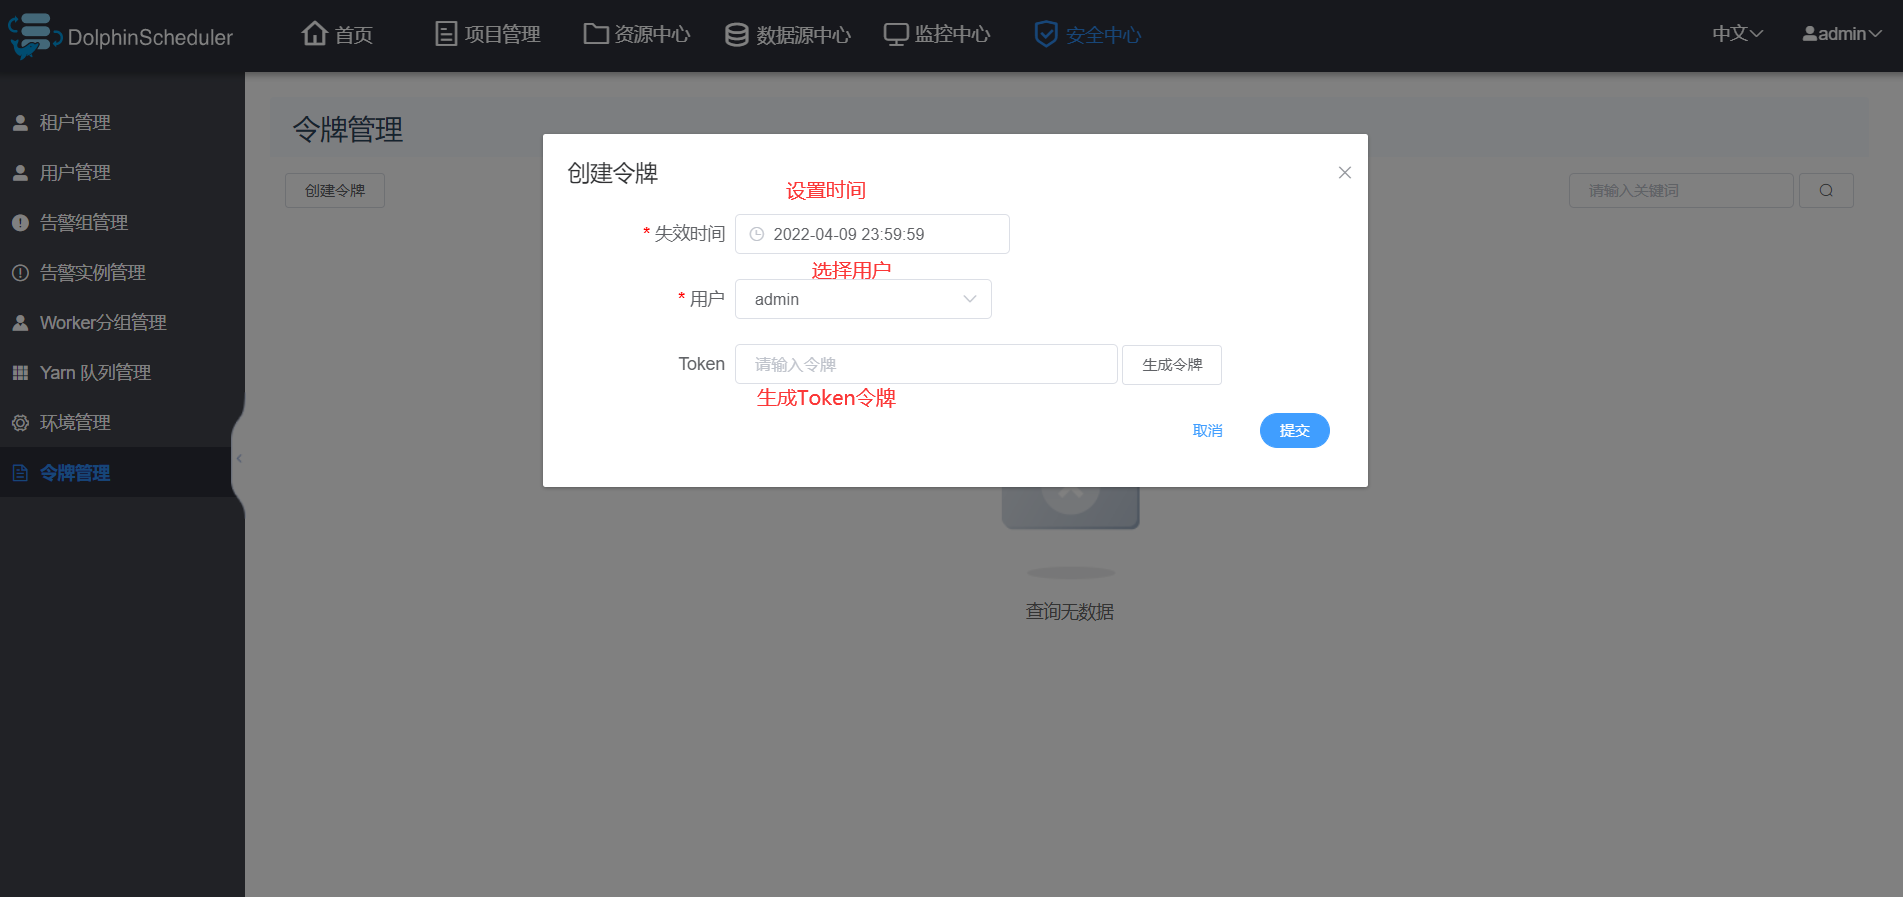 DolphinScheduler
首页
项目管理
资源中心
数据源中心
监控中心
安全中心
中文
admin
租户管理
用户管理
告警组管理
告警实例管理
Worker分组管理
Yarn 队列管理
环境管理
令牌管理
令牌管理
创建令牌
请输入关键词
创建令牌
设置时间
* 失效时间
2022-04-09 23:59:59
选择用户
* 用户
admin
Token
请输入令牌
生成令牌
生成Token令牌
取消
提交
查询无数据